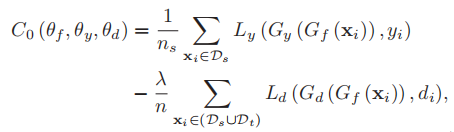 C₀ (θ_f, θ_y, θ_d) = 1/n_s ∑_{x_i∈𝒟_s} L_y (G_y (G_f (x_i)), y_i)
− λ/n ∑_{x_i∈(𝒟_s∪𝒟_t)} L_d (G_d (G_f (x_i)), d_i),